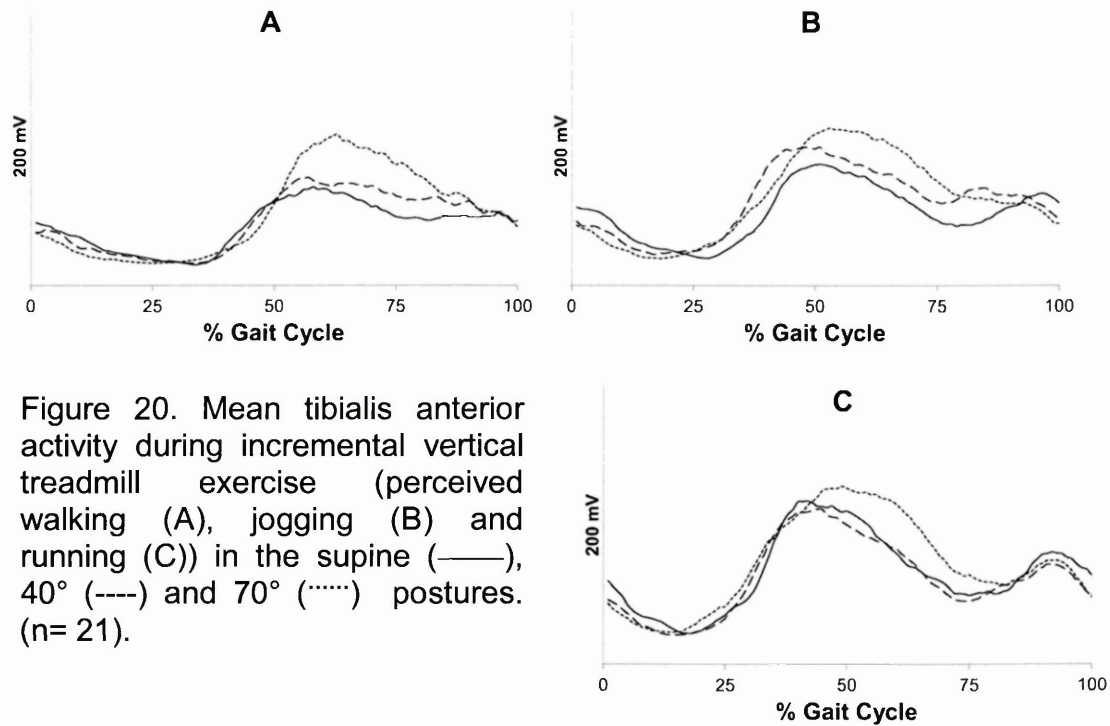 A
200 mV
0 25 50 75 100
% Gait Cycle
B
200 mV
0 25 50 75 100
% Gait Cycle
Figure 20. Mean tibialis anterior
activity during incremental vertical
treadmill exercise (perceived
walking (A), jogging (B) and
running (C)) in the supine (——),
40° (----) and 70° (······) postures.
(n= 21).
C
200 mV
0 25 50 75 100
% Gait Cycle